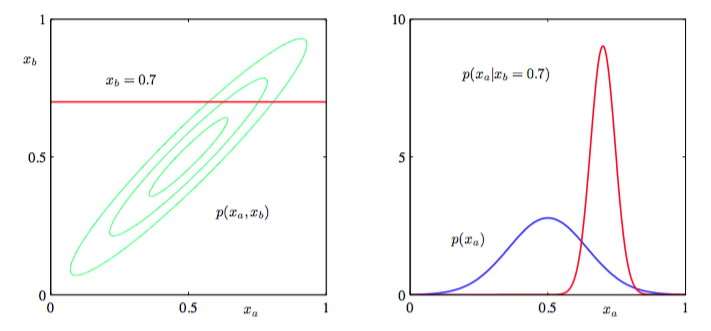 1
x_b
x_b = 0.7
0.5
p(x_a, x_b)
0
0
0.5
x_a
1
10
p(x_a|x_b = 0.7)
5
p(x_a)
0
0
0.5
x_a
1